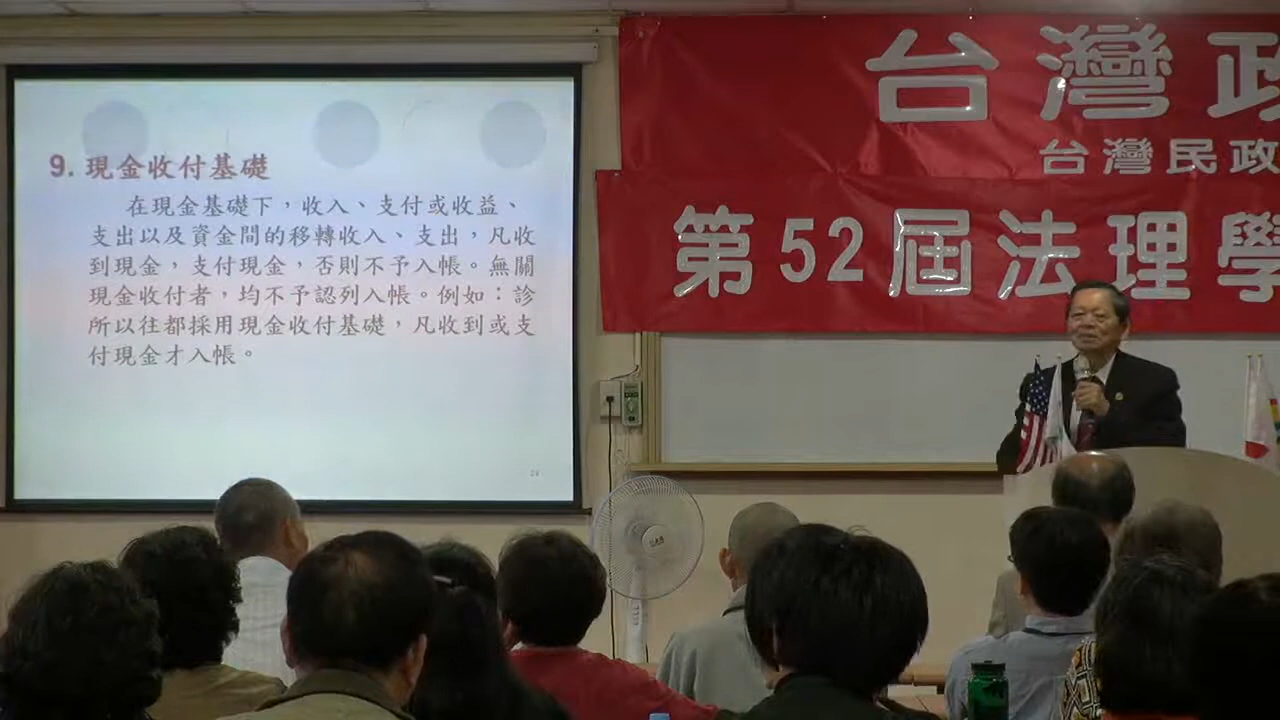 9. 現金收付基礎
在現金基礎下，收入、支付或收益、
支出以及資金間的移轉收入、支出，凡收
到現金，支付現金，否則不予入帳。無關
現金收付者，均不予認列入帳。例如：診
所以往都採用現金收付基礎，凡收到或支
付現金才入帳。
24
台灣政
台灣民政
第52屆法理學